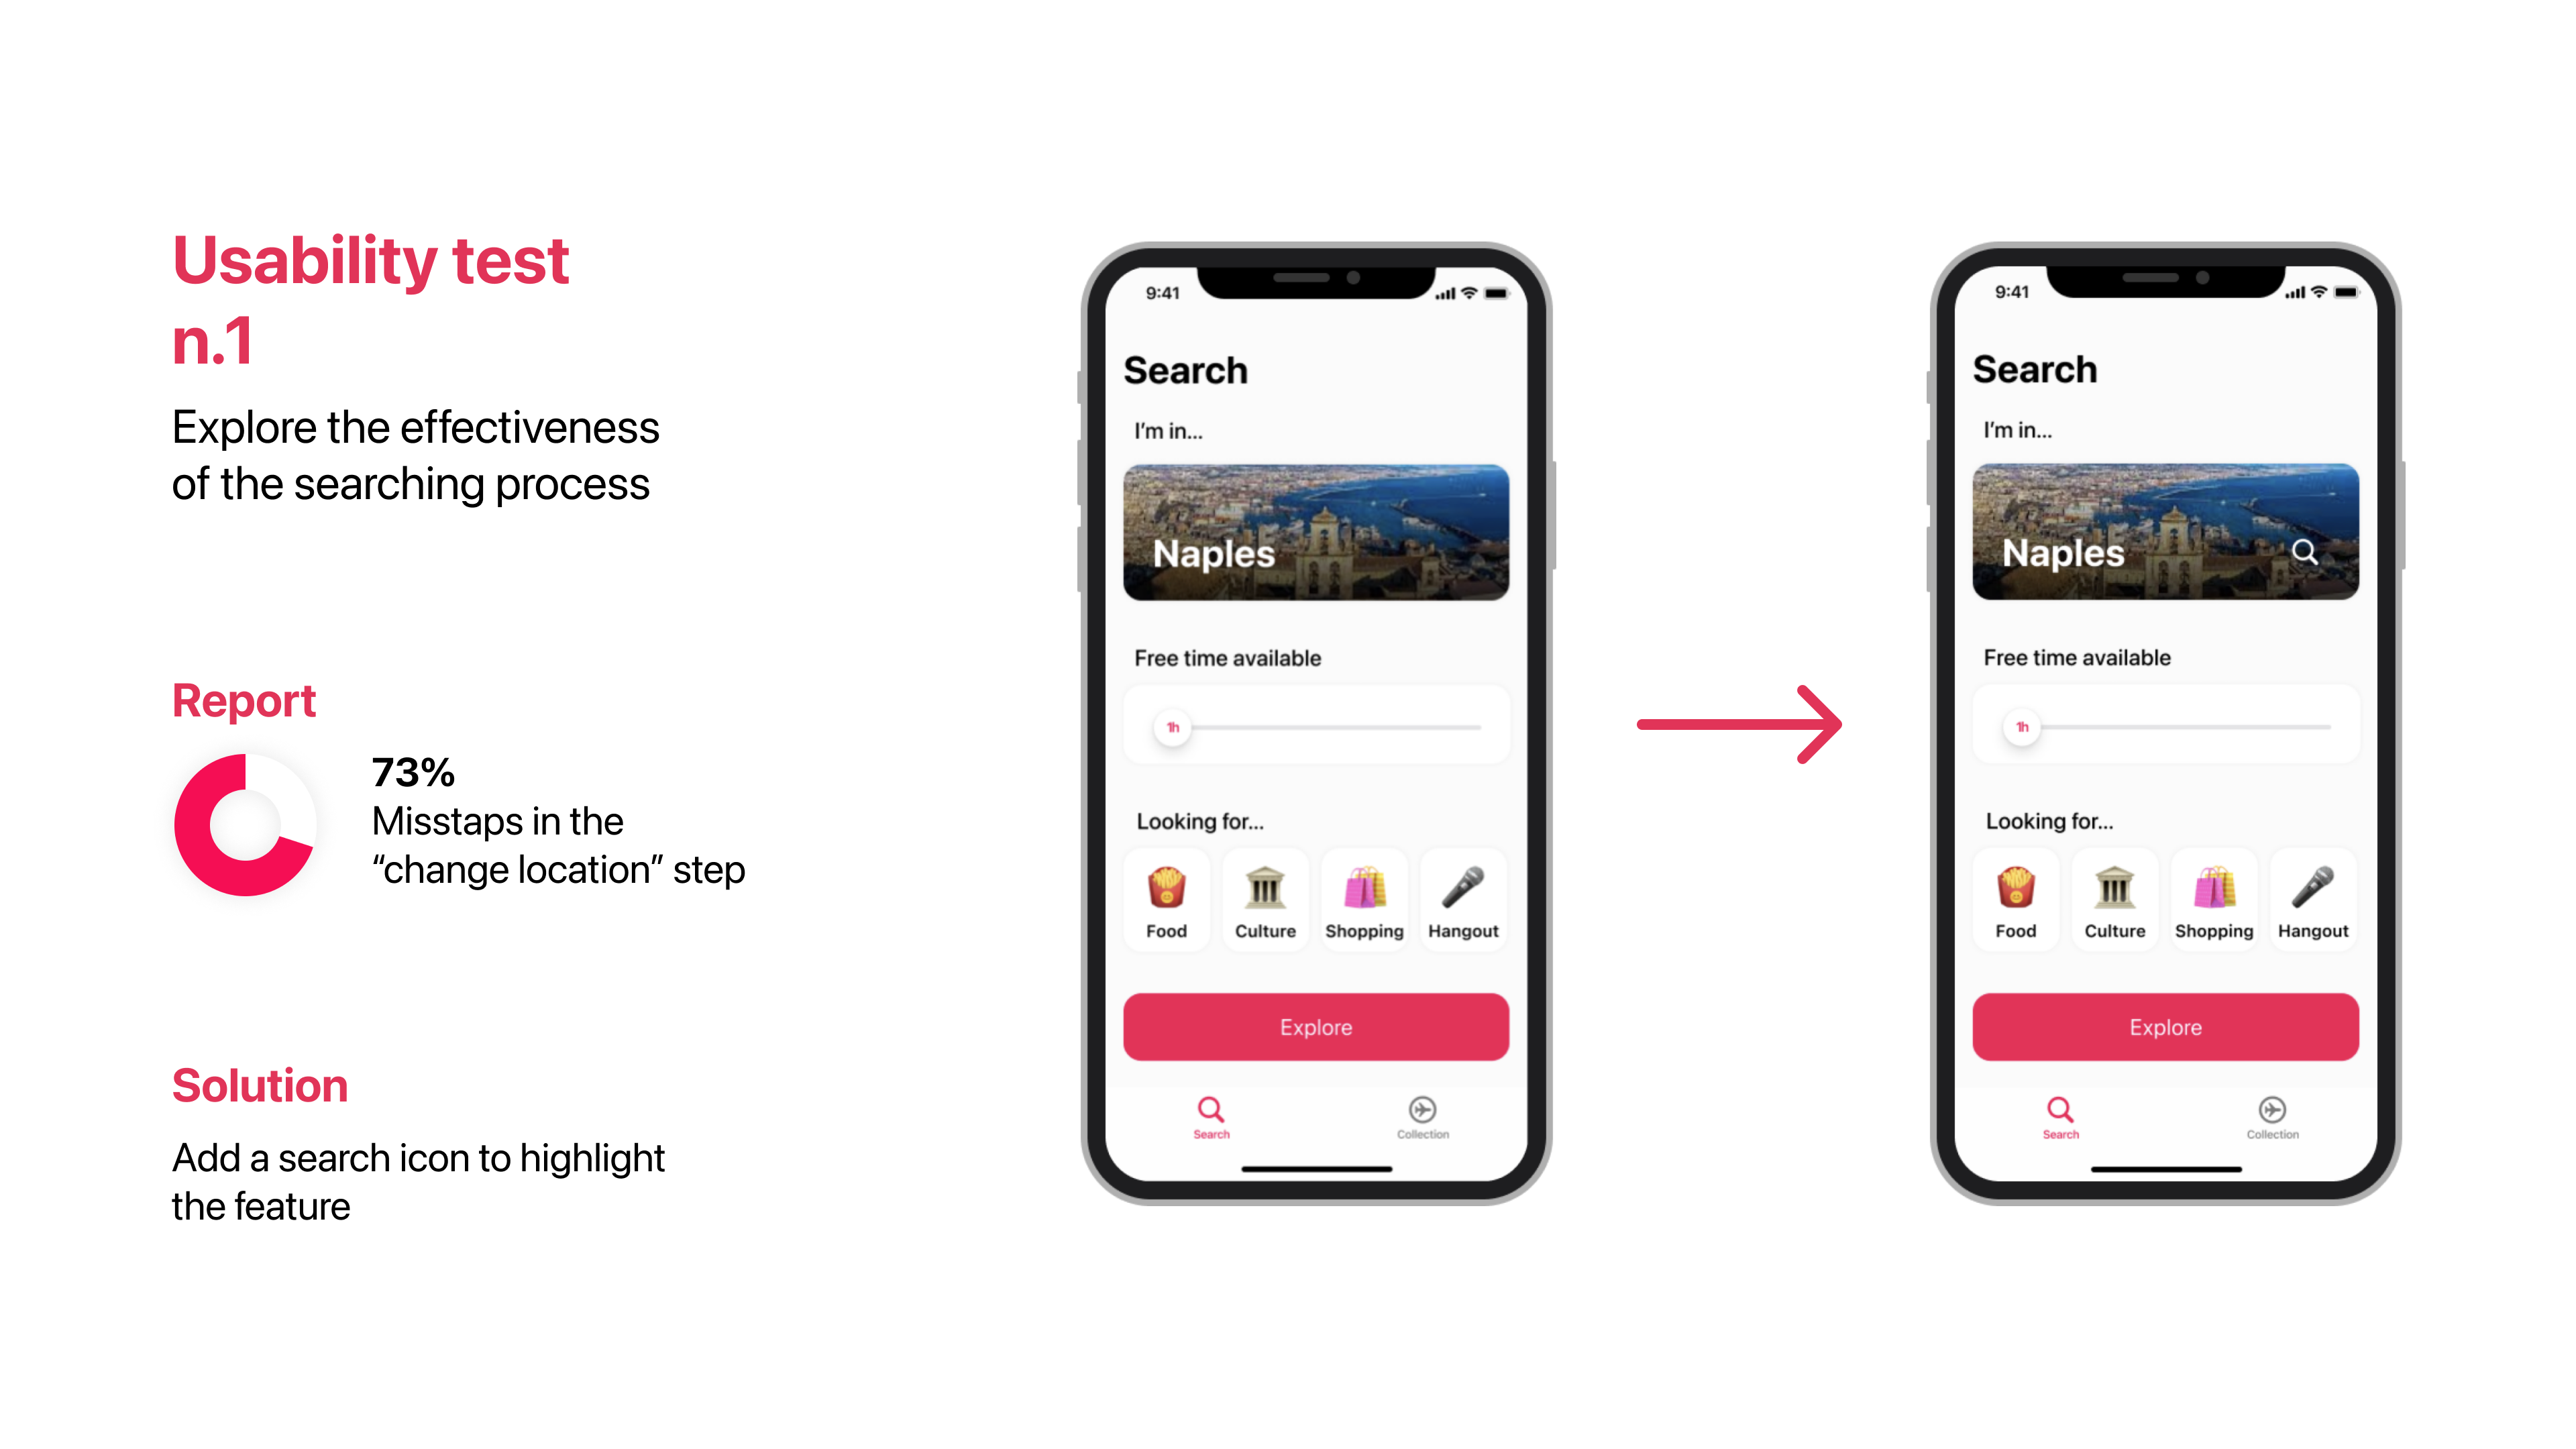 Usability test
n.1
Explore the effectiveness
of the searching process
Report
73%
Misstaps in the
“change location” step
Solution
Add a search icon to highlight
the feature
9:41
Search
I’m in...
Naples
Free time available
1h
Looking for...
Food Culture Shopping Hangout
Explore
Search Collection
9:41
Search
I’m in...
Naples
Free time available
1h
Looking for...
Food Culture Shopping Hangout
Explore
Search Collection